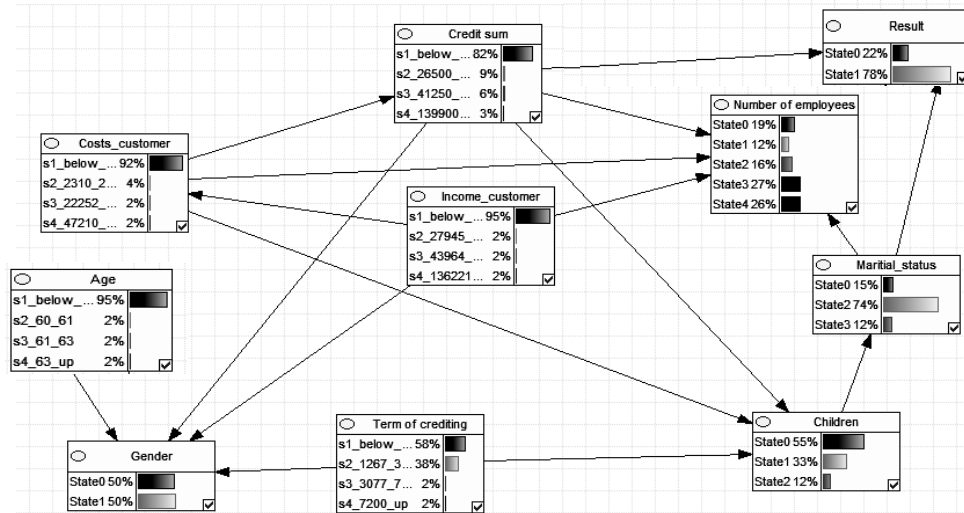 Credit sum
s1_below_... 82%
s2_26500_... 9%
s3_41250_... 6%
s4_139900... 3%
Result
State0 22%
State1 78%
Number of employees
State0 19%
State1 12%
State2 16%
State3 27%
State4 26%
Costs_customer
s1_below_... 92%
s2_2310_2... 4%
s3_22252_... 2%
s4_47210_... 2%
Income_customer
s1_below_... 95%
s2_27945_... 2%
s3_43964_... 2%
s4_136221... 2%
Age
s1_below_... 95%
s2_60_61 2%
s3_61_63 2%
s4_63_up 2%
Maritial_status
State0 15%
State2 74%
State3 12%
Gender
State0 50%
State1 50%
Term of crediting
s1_below_... 58%
s2_1267_3... 38%
s3_3077_7... 2%
s4_7200_up 2%
Children
State0 55%
State1 33%
State2 12%